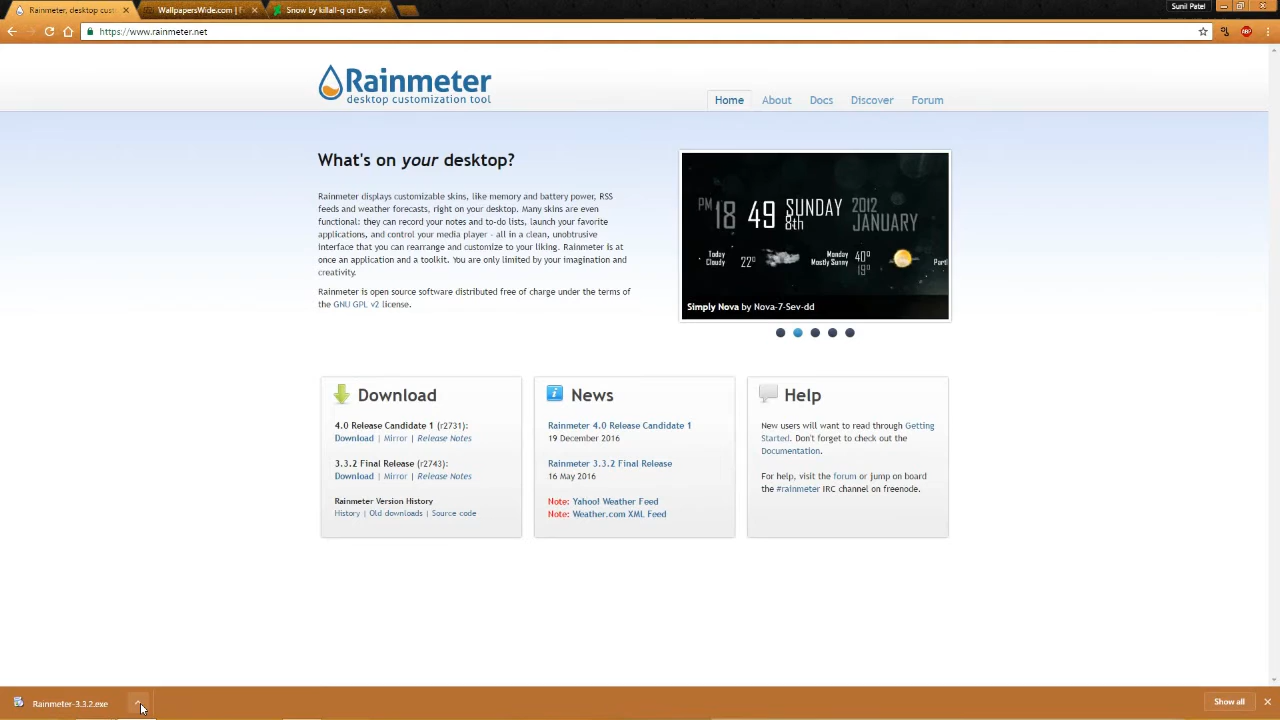 Rainmeter, desktop cust
WallpapersWide.com | F
Snow by killall-q on Dev
Sunil Patel
https://www.rainmeter.net
ABP
Rainmeter
desktop customization tool
Home
About
Docs
Discover
Forum
What's on your desktop?
Rainmeter displays customizable skins, like memory and battery power, RSS
feeds and weather forecasts, right on your desktop. Many skins are even
functional: they can record your notes and to-do lists, launch your favorite
applications, and control your media player - all in a clean, unobtrusive
interface that you can rearrange and customize to your liking. Rainmeter is at
once an application and a toolkit. You are only limited by your imagination and
creativity.
Rainmeter is open source software distributed free of charge under the terms of
the GNU GPL v2 license.
PM 18 49 SUNDAY 8th 2012 JANUARY
Today
Cloudy
22°
Monday
Mostly Sunny
40°
19°
Parti
Simply Nova by Nova-7-Sev-dd
Download
4.0 Release Candidate 1 (r2731):
Download | Mirror | Release Notes
3.3.2 Final Release (r2743):
Download | Mirror | Release Notes
Rainmeter Version History
History | Old downloads | Source code
News
Rainmeter 4.0 Release Candidate 1
19 December 2016
Rainmeter 3.3.2 Final Release
16 May 2016
Note: Yahoo! Weather Feed
Note: Weather.com XML Feed
Help
New users will want to read through Getting
Started. Don't forget to check out the
Documentation.
For help, visit the forum or jump on board
the #rainmeter IRC channel on freenode.
Rainmeter-3.3.2.exe
Show all